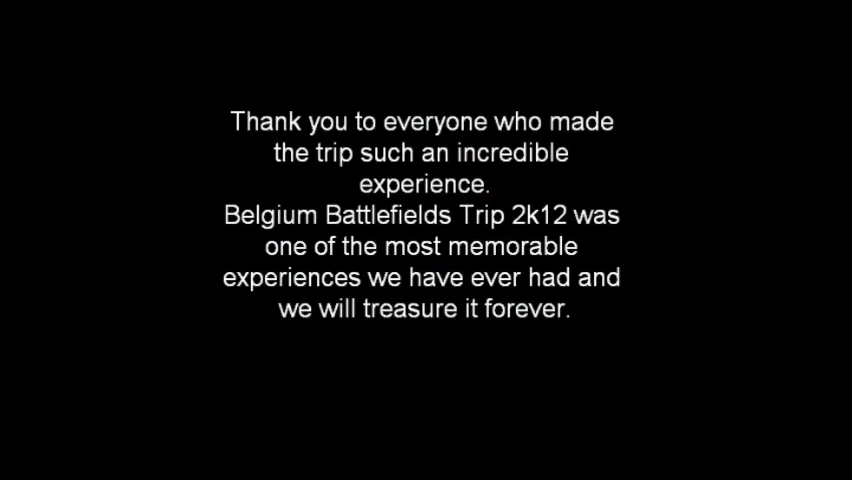 Thank you to everyone who made
the trip such an incredible
experience.
Belgium Battlefields Trip 2k12 was
one of the most memorable
experiences we have ever had and
we will treasure it forever.